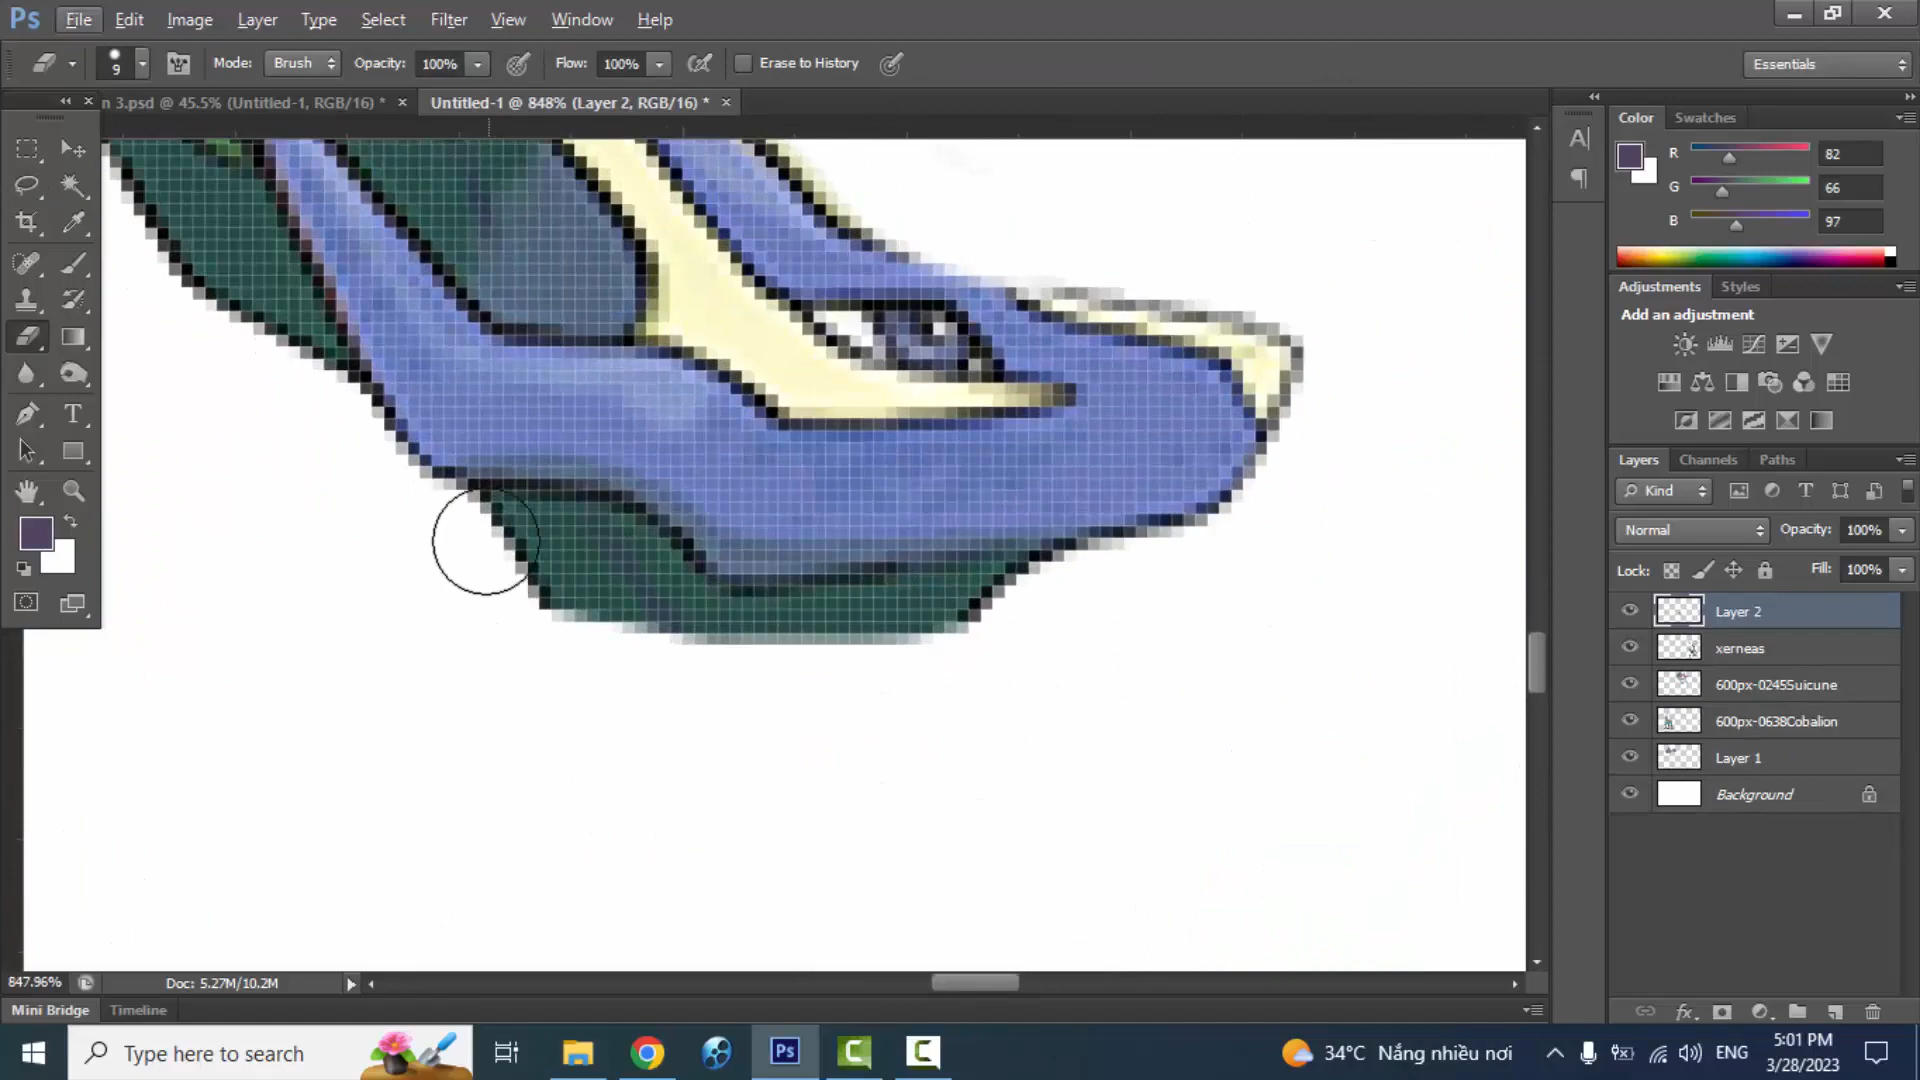 Ps File Edit Image Layer Type Select Filter View Window Help
9 Mode: Brush Opacity: 100% Flow: 100% Erase to History Essentials
n 3.psd @ 45.5% (Untitled-1, RGB/16) * Untitled-1 @ 848% (Layer 2, RGB/16) *
Color Swatches
R 82
G 66
B 97
Adjustments Styles
Add an adjustment
Layers Channels Paths
Kind
Normal Opacity: 100%
Lock: Fill: 100%
Layer 2
xerneas
600px-0245Suicune
600px-0638Cobalion
Layer 1
Background
847.96% Doc: 5.27M/10.2M
Mini Bridge Timeline
Type here to search
Ps
34°C Nắng nhiều nơi
ENG
5:01 PM
3/28/2023